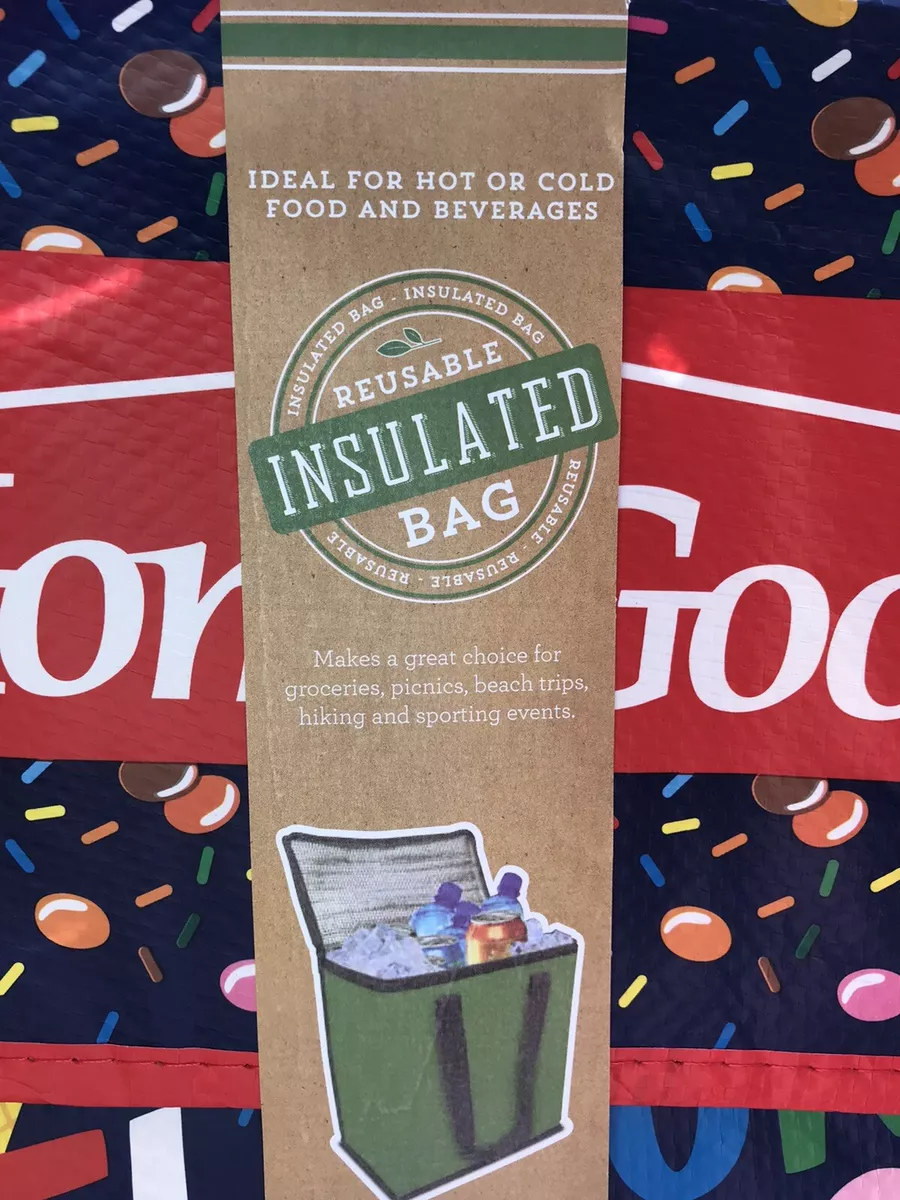 IDEAL FOR HOT OR COLD
FOOD AND BEVERAGES
INSULATED BAG - INSULATED BAG
REUSABLE
INSULATED
BAG
REUSABLE - REUSABLE - REUSABLE
Makes a great choice for
groceries, picnics, beach trips,
hiking and sporting events.